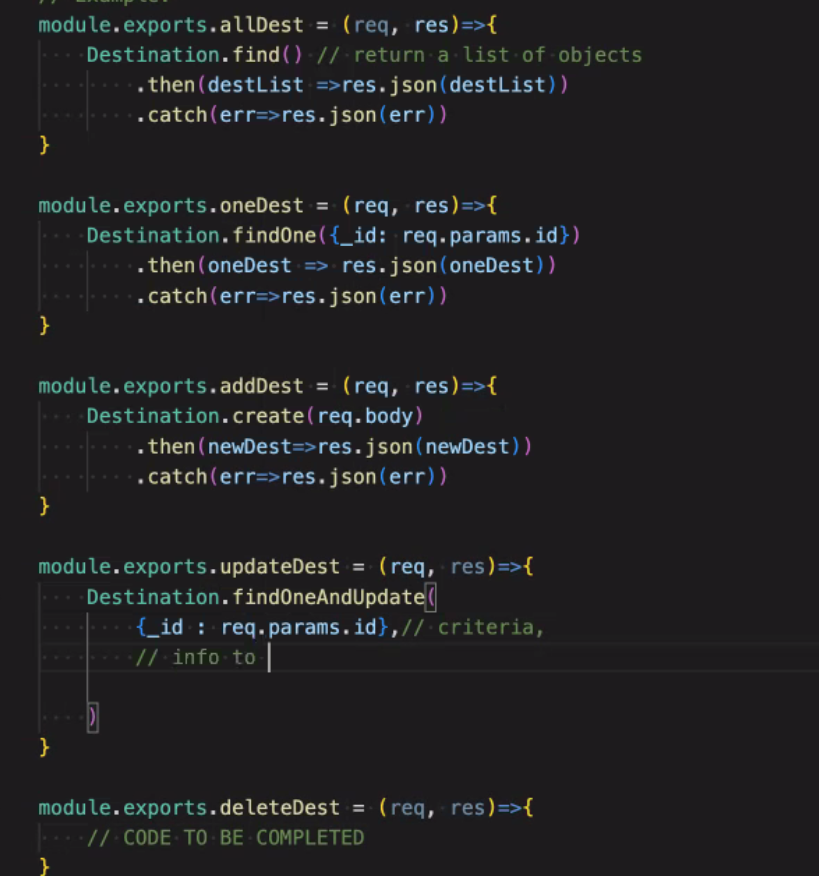 // Example:
module.exports.allDest = (req, res)=>{
    Destination.find() // return a list of objects
        .then(destList =>res.json(destList))
        .catch(err=>res.json(err))
}
module.exports.oneDest = (req, res)=>{
    Destination.findOne({_id: req.params.id})
        .then(oneDest => res.json(oneDest))
        .catch(err=>res.json(err))
}
module.exports.addDest = (req, res)=>{
    Destination.create(req.body)
        .then(newDest=>res.json(newDest))
        .catch(err=>res.json(err))
}
module.exports.updateDest = (req, res)=>{
    Destination.findOneAndUpdate(
        {_id : req.params.id},// criteria,
        // info to
    )
}
module.exports.deleteDest = (req, res)=>{
    // CODE TO BE COMPLETED
}